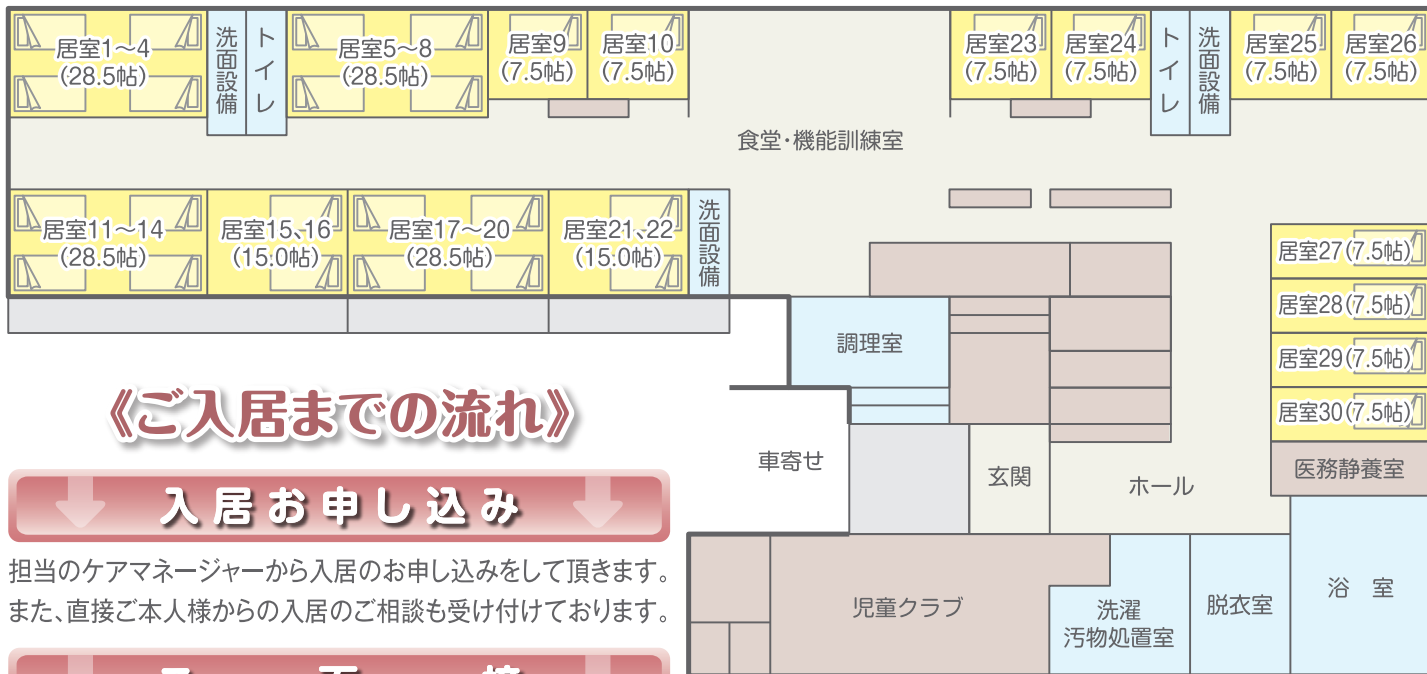 居室1～4
(28.5帖)
洗面設備
トイレ
居室5～8
(28.5帖)
居室9
(7.5帖)
居室10
(7.5帖)
居室23
(7.5帖)
居室24
(7.5帖)
トイレ
洗面設備
居室25
(7.5帖)
居室26
(7.5帖)
食堂・機能訓練室
居室11～14
(28.5帖)
居室15、16
(15.0帖)
居室17～20
(28.5帖)
居室21、22
(15.0帖)
洗面設備
居室27(7.5帖)
居室28(7.5帖)
居室29(7.5帖)
居室30(7.5帖)
調理室
医務静養室
車寄せ
玄関
ホール
児童クラブ
洗濯
汚物処置室
脱衣室
浴 室
《ご入居までの流れ》
入居お申し込み
担当のケアマネージャーから入居のお申し込みをして頂きます。
また、直接ご本人様からの入居のご相談も受け付けております。